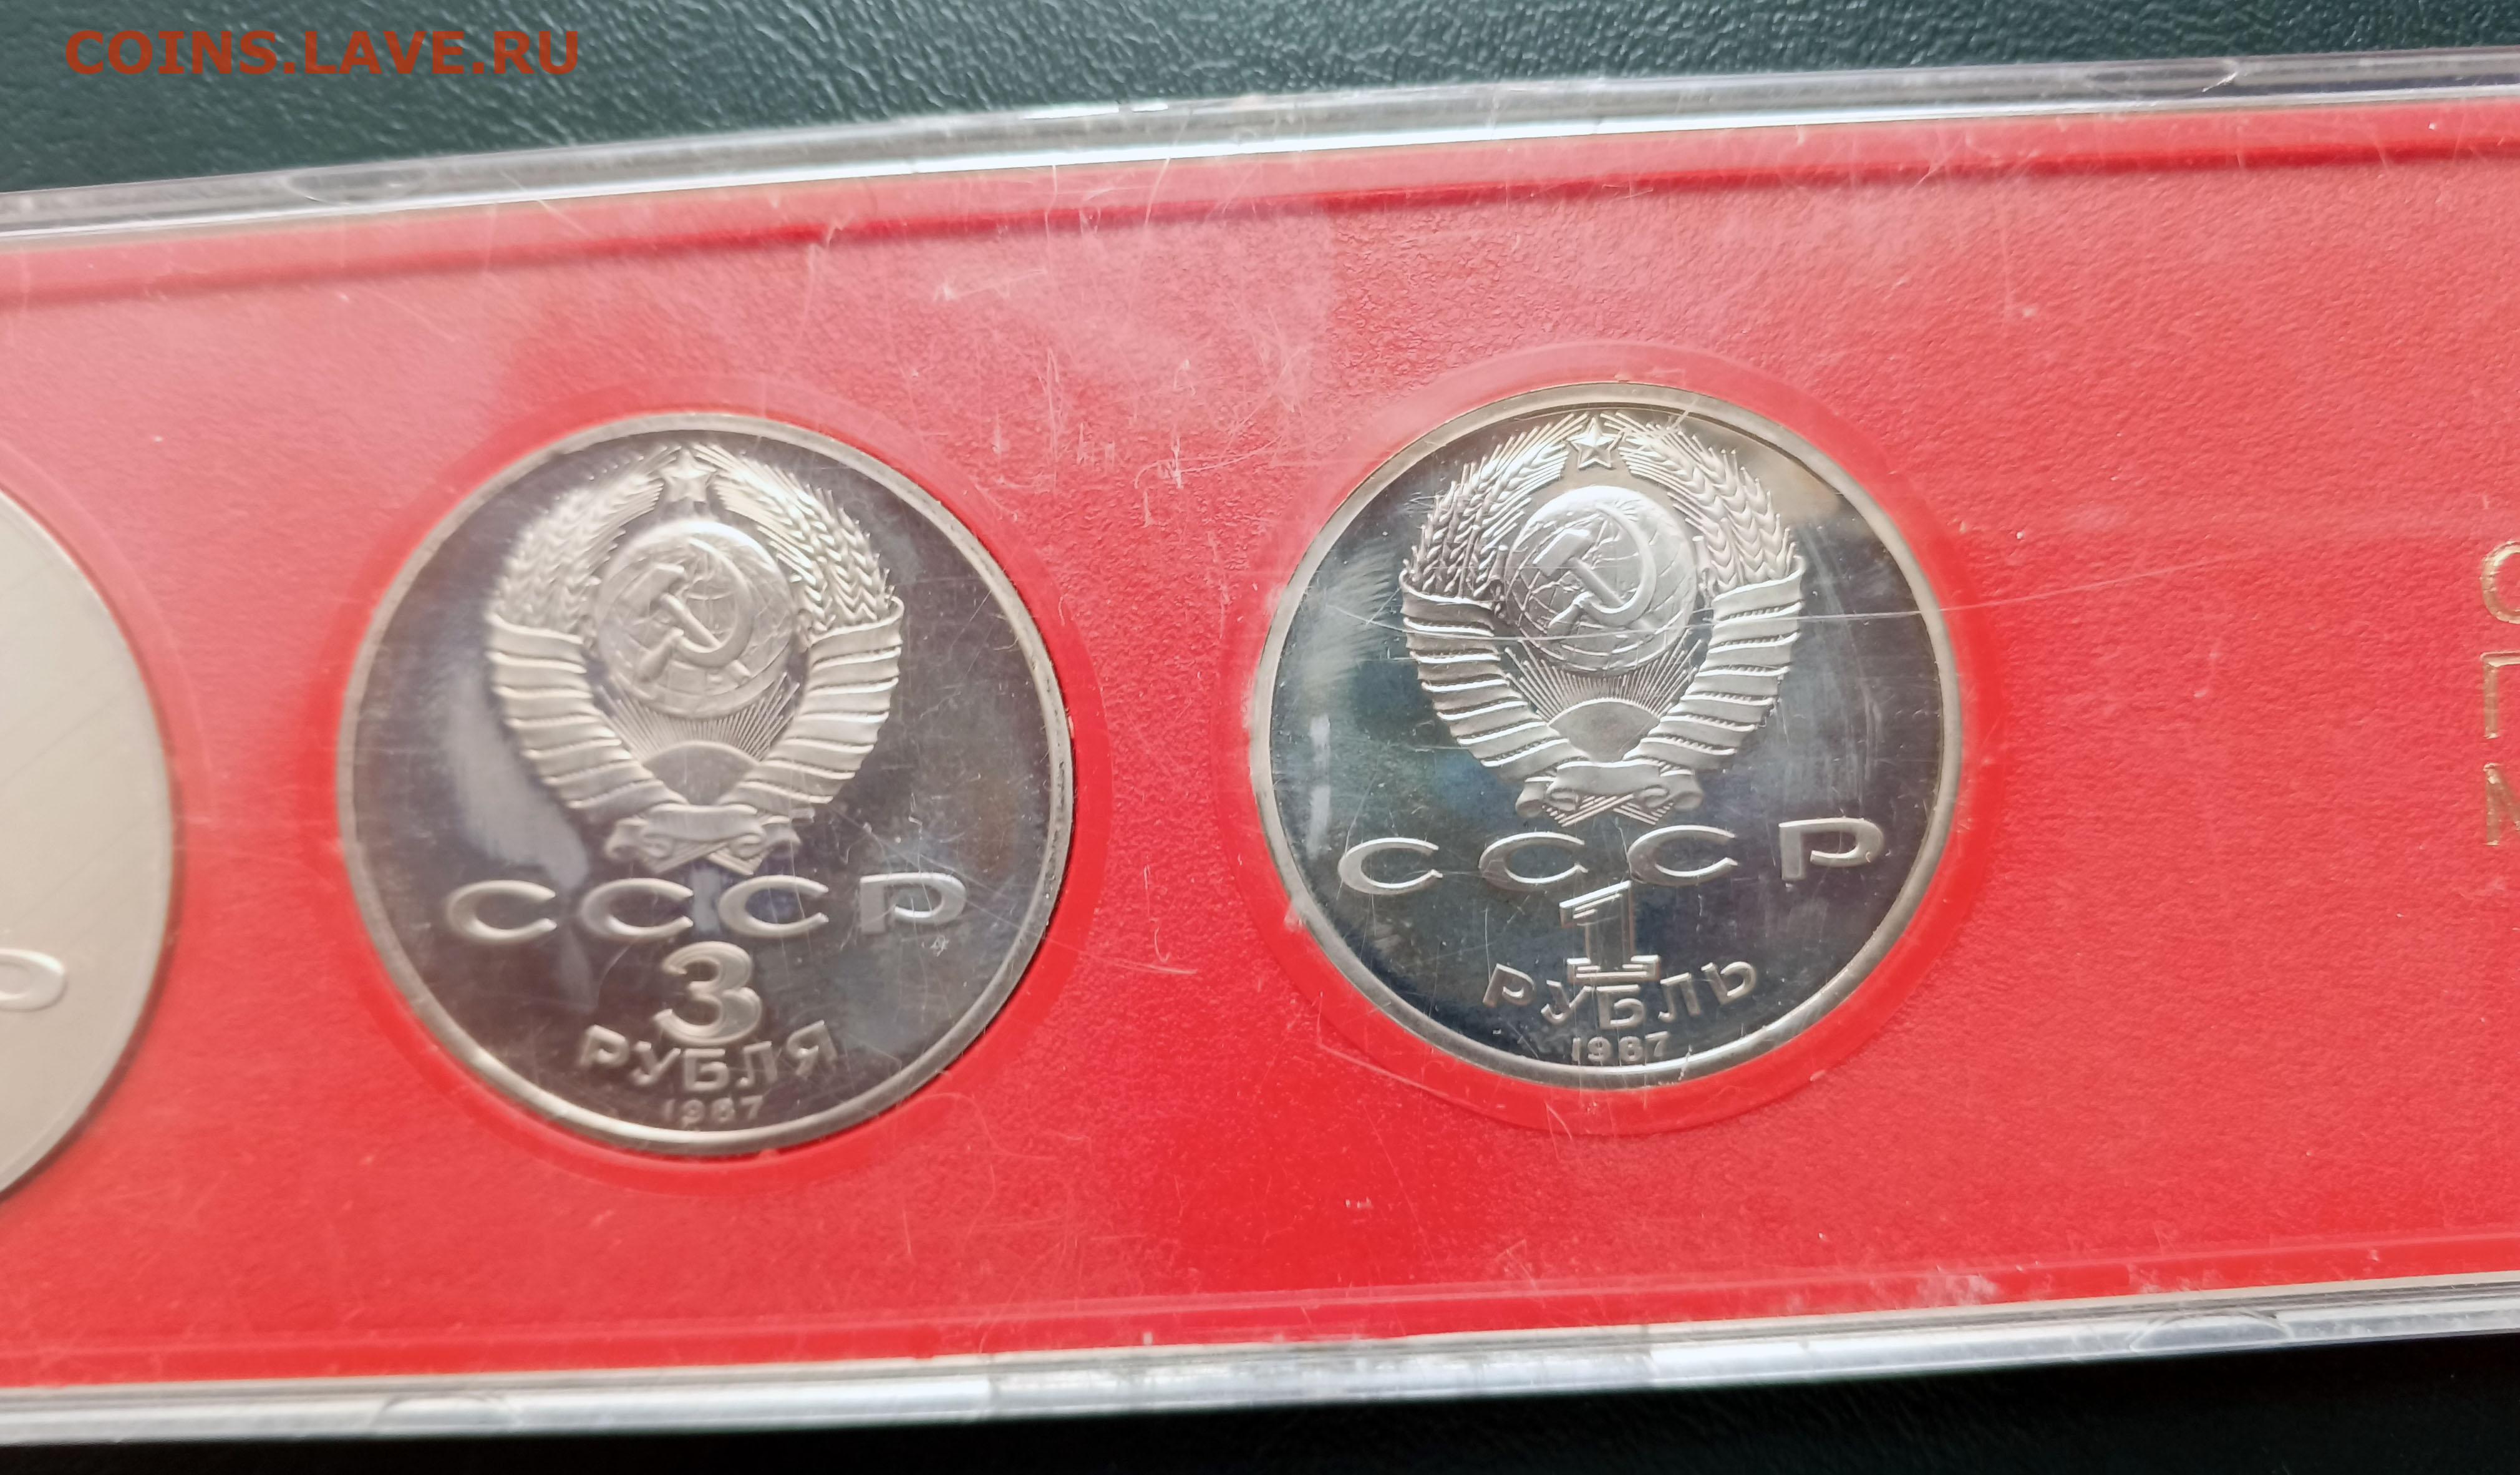 COINS.LAVE.RU
СССР
3
РУБЛЯ
1987
СССР
1
РУБЛЬ
1987